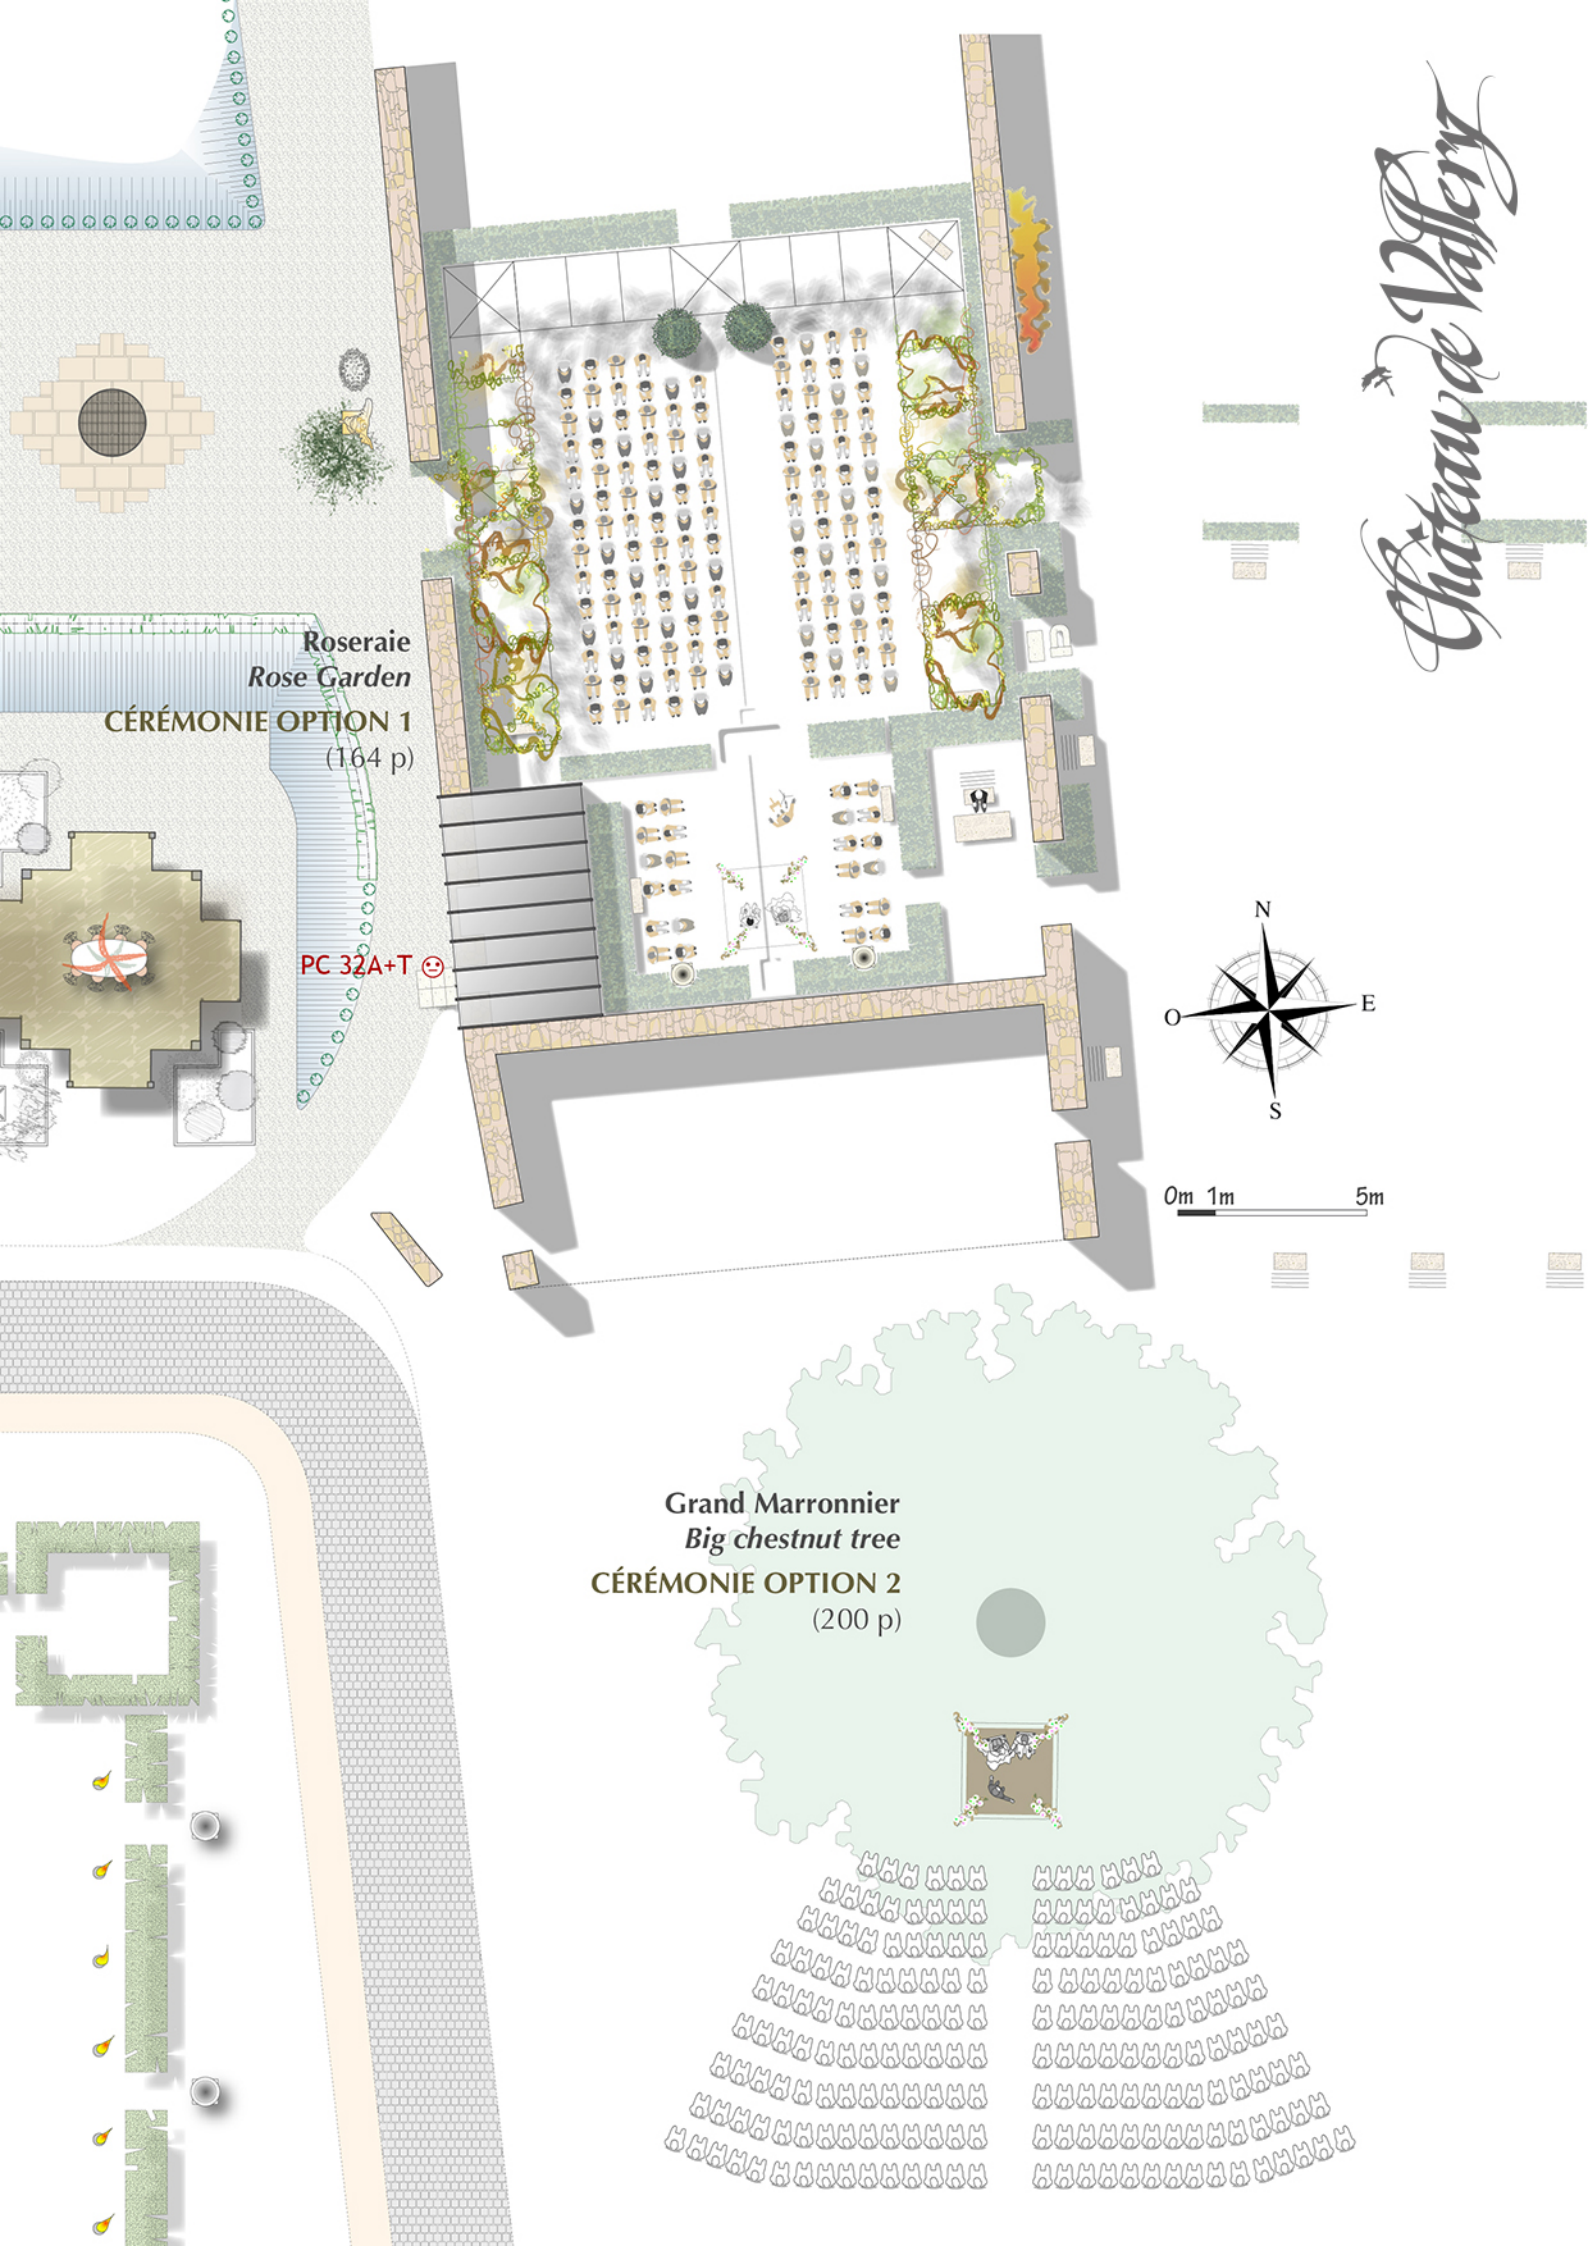 Château de Vallery
Roseraie
Rose Garden
CÉRÉMONIE OPTION 1
(164 p)
PC 32A+T
N
O
E
S
0m 1m 5m
Grand Marronnier
Big chestnut tree
CÉRÉMONIE OPTION 2
(200 p)